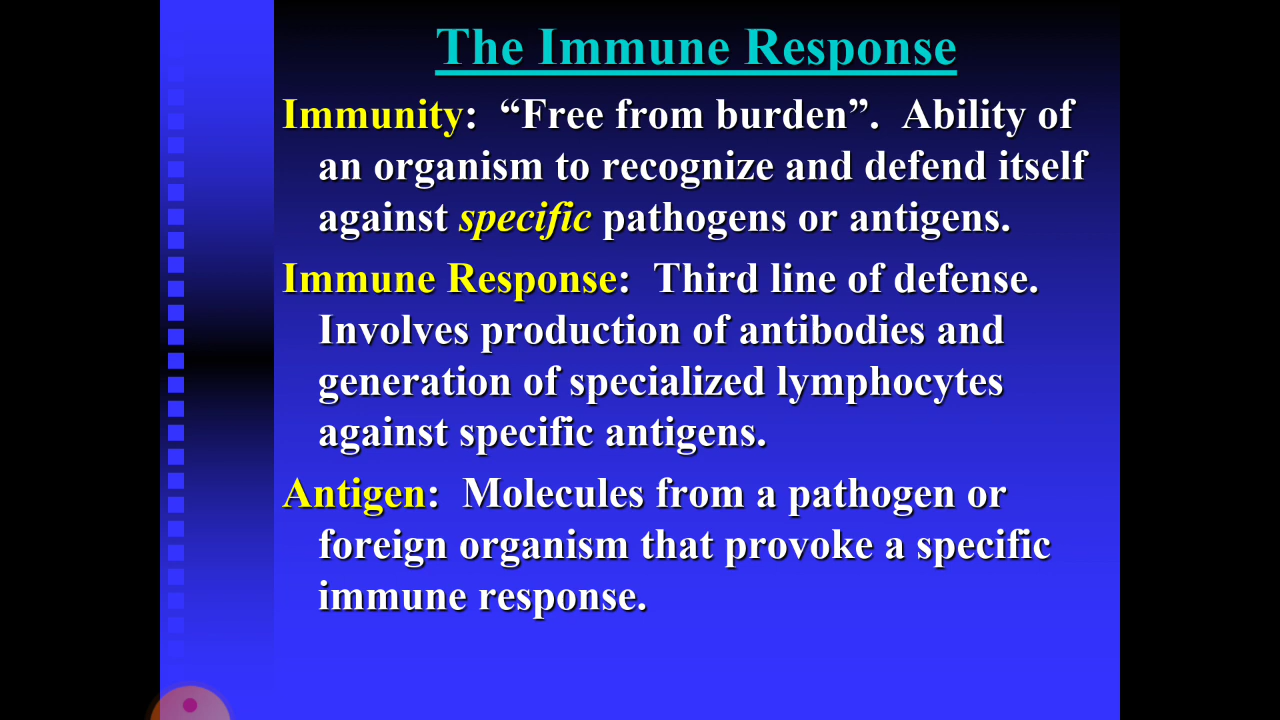 The Immune Response
Immunity:  “Free from burden”.  Ability of
an organism to recognize and defend itself
against specific pathogens or antigens.
Immune Response:  Third line of defense.
Involves production of antibodies and
generation of specialized lymphocytes
against specific antigens.
Antigen:  Molecules from a pathogen or
foreign organism that provoke a specific
immune response.